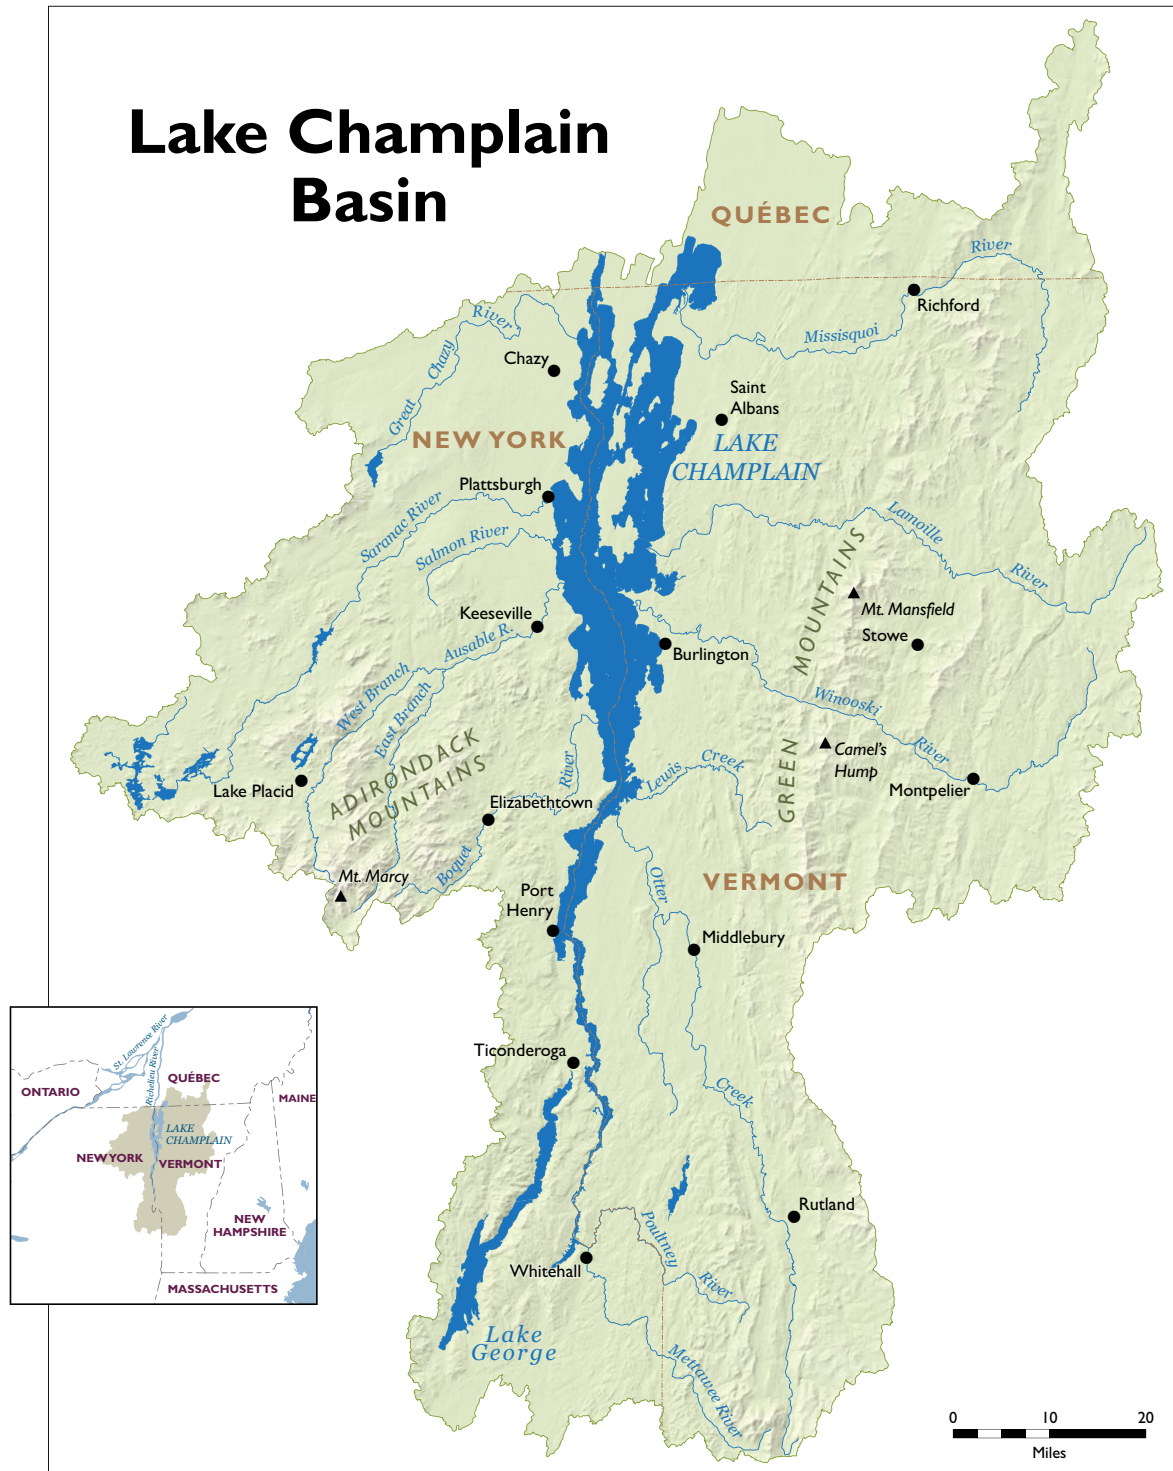 Lake Champlain
Basin
QUÉBEC
River
Richford
Missisquoi
River
Chazy
Great
Chazy
Saint
Albans
NEW YORK
LAKE
CHAMPLAIN
Plattsburgh
Saranac River
Salmon River
Lamoille
River
MOUNTAINS
GREEN
Mt. Mansfield
Stowe
Keeseville
Ausable R.
West Branch
East Branch
Burlington
Winooski
River
Camel's
Hump
Montpelier
ADIRONDACK
MOUNTAINS
Lake Placid
River
Boquet
Elizabethtown
Lewis
Creek
Mt. Marcy
VERMONT
Port
Henry
Otter
Creek
Middlebury
Ticonderoga
Rutland
Poultney
River
Whitehall
Lake
George
Mettawee River
St. Lawrence River
Richelieu River
QUÉBEC
ONTARIO
MAINE
LAKE
CHAMPLAIN
NEW YORK
VERMONT
NEW
HAMPSHIRE
MASSACHUSETTS
0 10 20
Miles